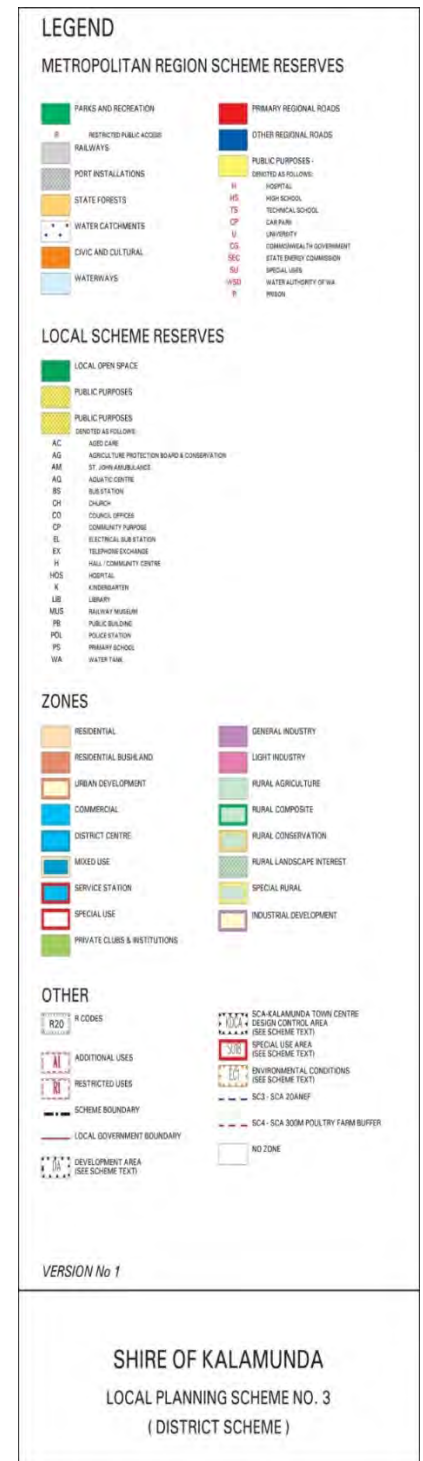 LEGEND
METROPOLITAN REGION SCHEME RESERVES
PARKS AND RECREATION
R RESTRICTED PUBLIC ACCESS
RAILWAYS
PORT INSTALLATIONS
STATE FORESTS
WATER CATCHMENTS
CIVIC AND CULTURAL
WATERWAYS
PRIMARY REGIONAL ROADS
OTHER REGIONAL ROADS
PUBLIC PURPOSES -
DENOTED AS FOLLOWS:
H HOSPITAL
HS HIGH SCHOOL
TS TECHNICAL SCHOOL
CP CAR PARK
U UNIVERSITY
CG COMMONWEALTH GOVERNMENT
SEC STATE ENERGY COMMISSION
SU SPECIAL USES
WSD WATER AUTHORITY OF WA
P PRISON
LOCAL SCHEME RESERVES
LOCAL OPEN SPACE
PUBLIC PURPOSES
PUBLIC PURPOSES
DENOTED AS FOLLOWS:
AC AGED CARE
AG AGRICULTURE PROTECTION BOARD & CONSERVATION
AM ST. JOHN AMBULANCE
AQ AQUATIC CENTRE
BS BUS STATION
CH CHURCH
CO COUNCIL OFFICES
CP COMMUNITY PURPOSE
EL ELECTRICAL SUB STATION
EX TELEPHONE EXCHANGE
H HALL / COMMUNITY CENTRE
HOS HOSPITAL
K KINDERGARTEN
LIB LIBRARY
MUS RAILWAY MUSEUM
PB PUBLIC BUILDING
POL POLICE STATION
PS PRIMARY SCHOOL
WA WATER TANK
ZONES
RESIDENTIAL
RESIDENTIAL BUSHLAND
URBAN DEVELOPMENT
COMMERCIAL
DISTRICT CENTRE
MIXED USE
SERVICE STATION
SPECIAL USE
PRIVATE CLUBS & INSTITUTIONS
GENERAL INDUSTRY
LIGHT INDUSTRY
RURAL AGRICULTURE
RURAL COMPOSITE
RURAL CONSERVATION
RURAL LANDSCAPE INTEREST
SPECIAL RURAL
INDUSTRIAL DEVELOPMENT
OTHER
R20 R CODES
A1 ADDITIONAL USES
R1 RESTRICTED USES
SCHEME BOUNDARY
LOCAL GOVERNMENT BOUNDARY
DA DEVELOPMENT AREA
(SEE SCHEME TEXT)
KDCA SCA-KALAMUNDA TOWN CENTRE
DESIGN CONTROL AREA
(SEE SCHEME TEXT)
SPECIAL USE AREA
(SEE SCHEME TEXT)
ENVIRONMENTAL CONDITIONS
(SEE SCHEME TEXT)
SC3 - SCA 20ANEF
SC4 - SCA 300M POULTRY FARM BUFFER
NO ZONE
VERSION No 1
SHIRE OF KALAMUNDA
LOCAL PLANNING SCHEME NO. 3
( DISTRICT SCHEME )